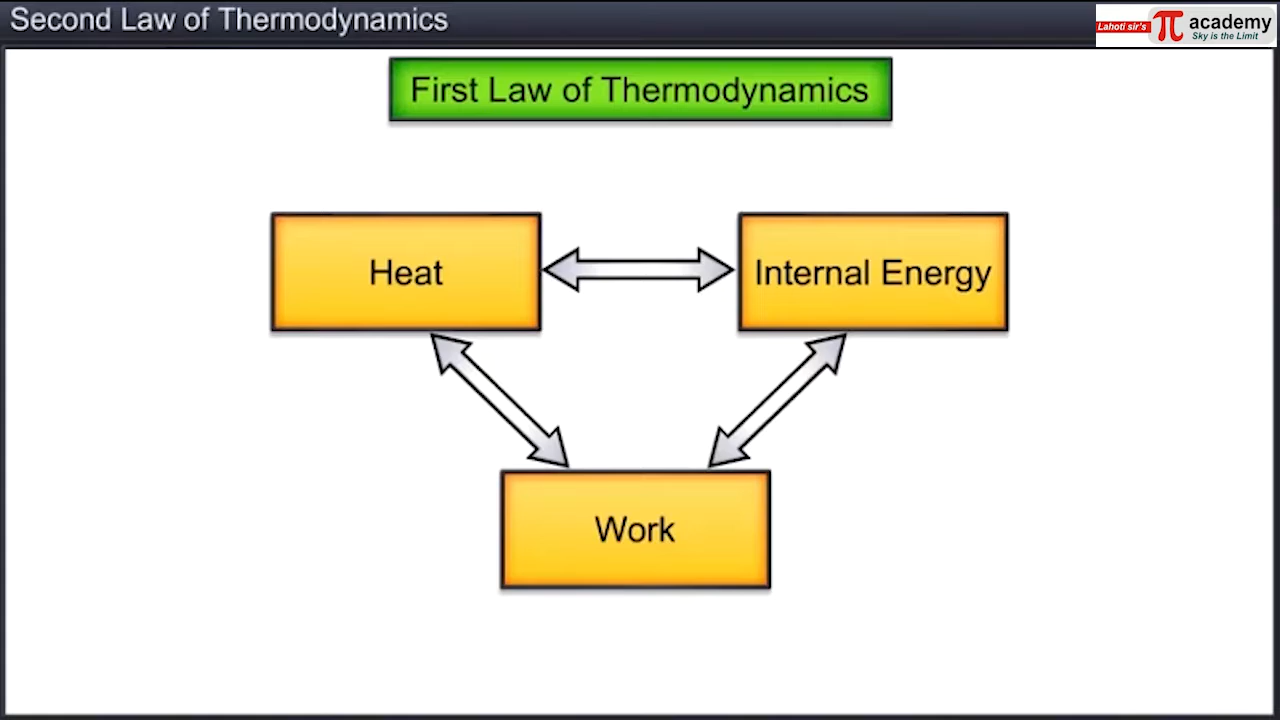 Second Law of Thermodynamics
Lahoti sir's π academy
Sky is the Limit
First Law of Thermodynamics
Heat
Internal Energy
Work